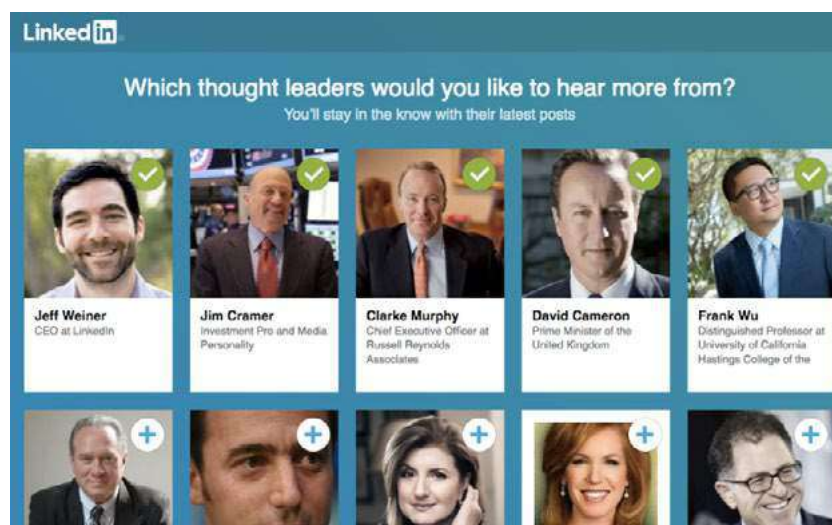 Linked in
Which thought leaders would you like to hear more from?
You'll stay in the know with their latest posts
Jeff Weiner
CEO at LinkedIn
Jim Cramer
Investment Pro and Media
Personality
Clarke Murphy
Chief Executive Officer at
Russell Reynolds
Associates
David Cameron
Prime Minister of the
United Kingdom
Frank Wu
Distinguished Professor at
University of California
Hastings College of the